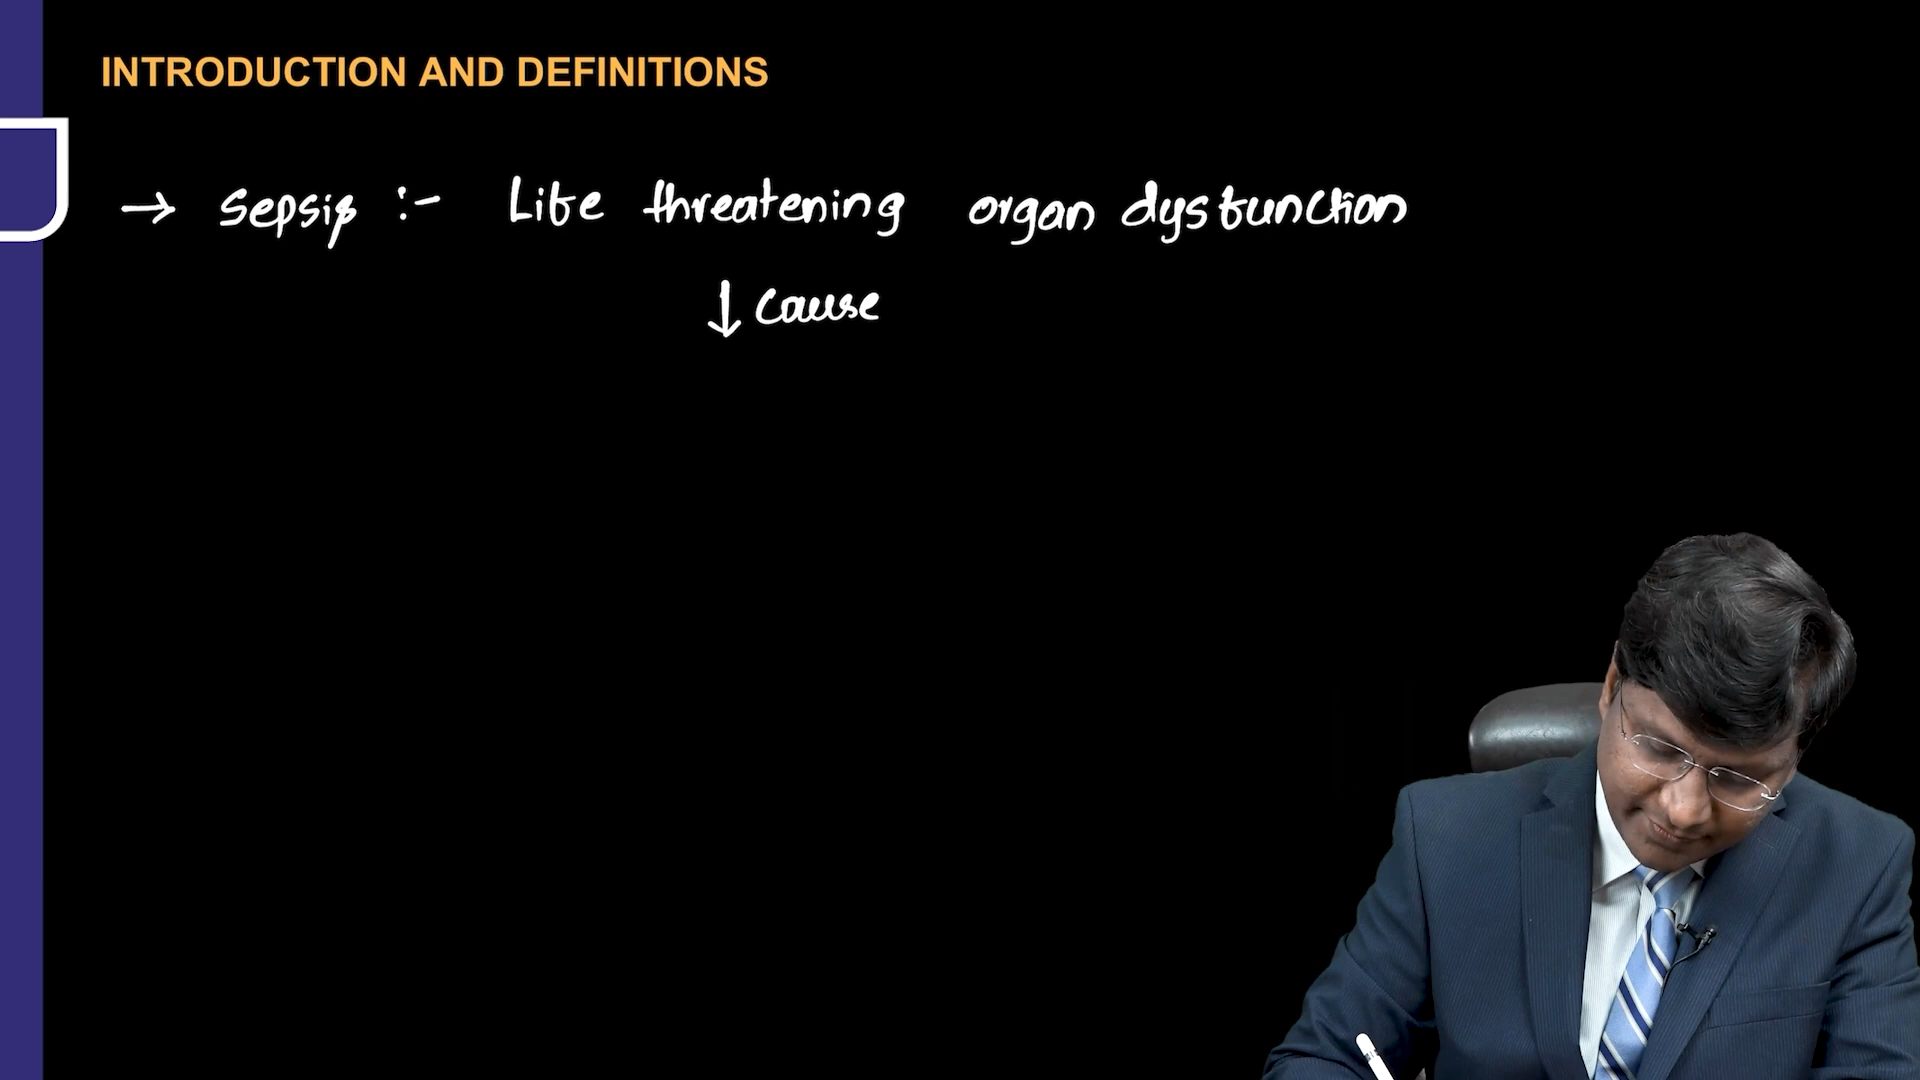 INTRODUCTION AND DEFINITIONS
→ Sepsis :- Life threatening organ dysfunction
↓ Cause